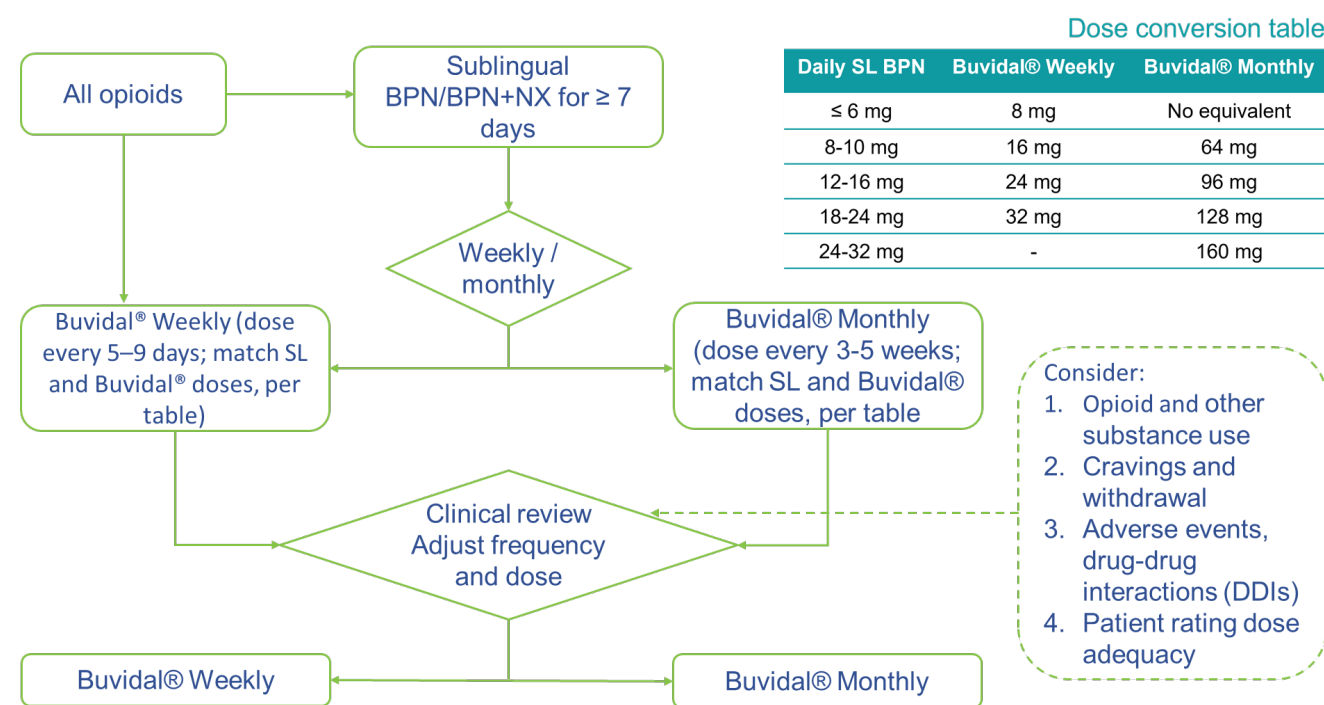 Dose conversion table
Daily SL BPN Buvidal® Weekly Buvidal® Monthly
≤ 6 mg 8 mg No equivalent
8-10 mg 16 mg 64 mg
12-16 mg 24 mg 96 mg
18-24 mg 32 mg 128 mg
24-32 mg - 160 mg
All opioids
Sublingual
BPN/BPN+NX for ≥ 7
days
Weekly /
monthly
Buvidal® Weekly (dose
every 5–9 days; match SL
and Buvidal® doses, per
table)
Buvidal® Monthly
(dose every 3-5 weeks;
match SL and Buvidal®
doses, per table
Consider:
1. Opioid and other
substance use
2. Cravings and
withdrawal
3. Adverse events,
drug-drug
interactions (DDIs)
4. Patient rating dose
adequacy
Clinical review
Adjust frequency
and dose
Buvidal® Weekly
Buvidal® Monthly